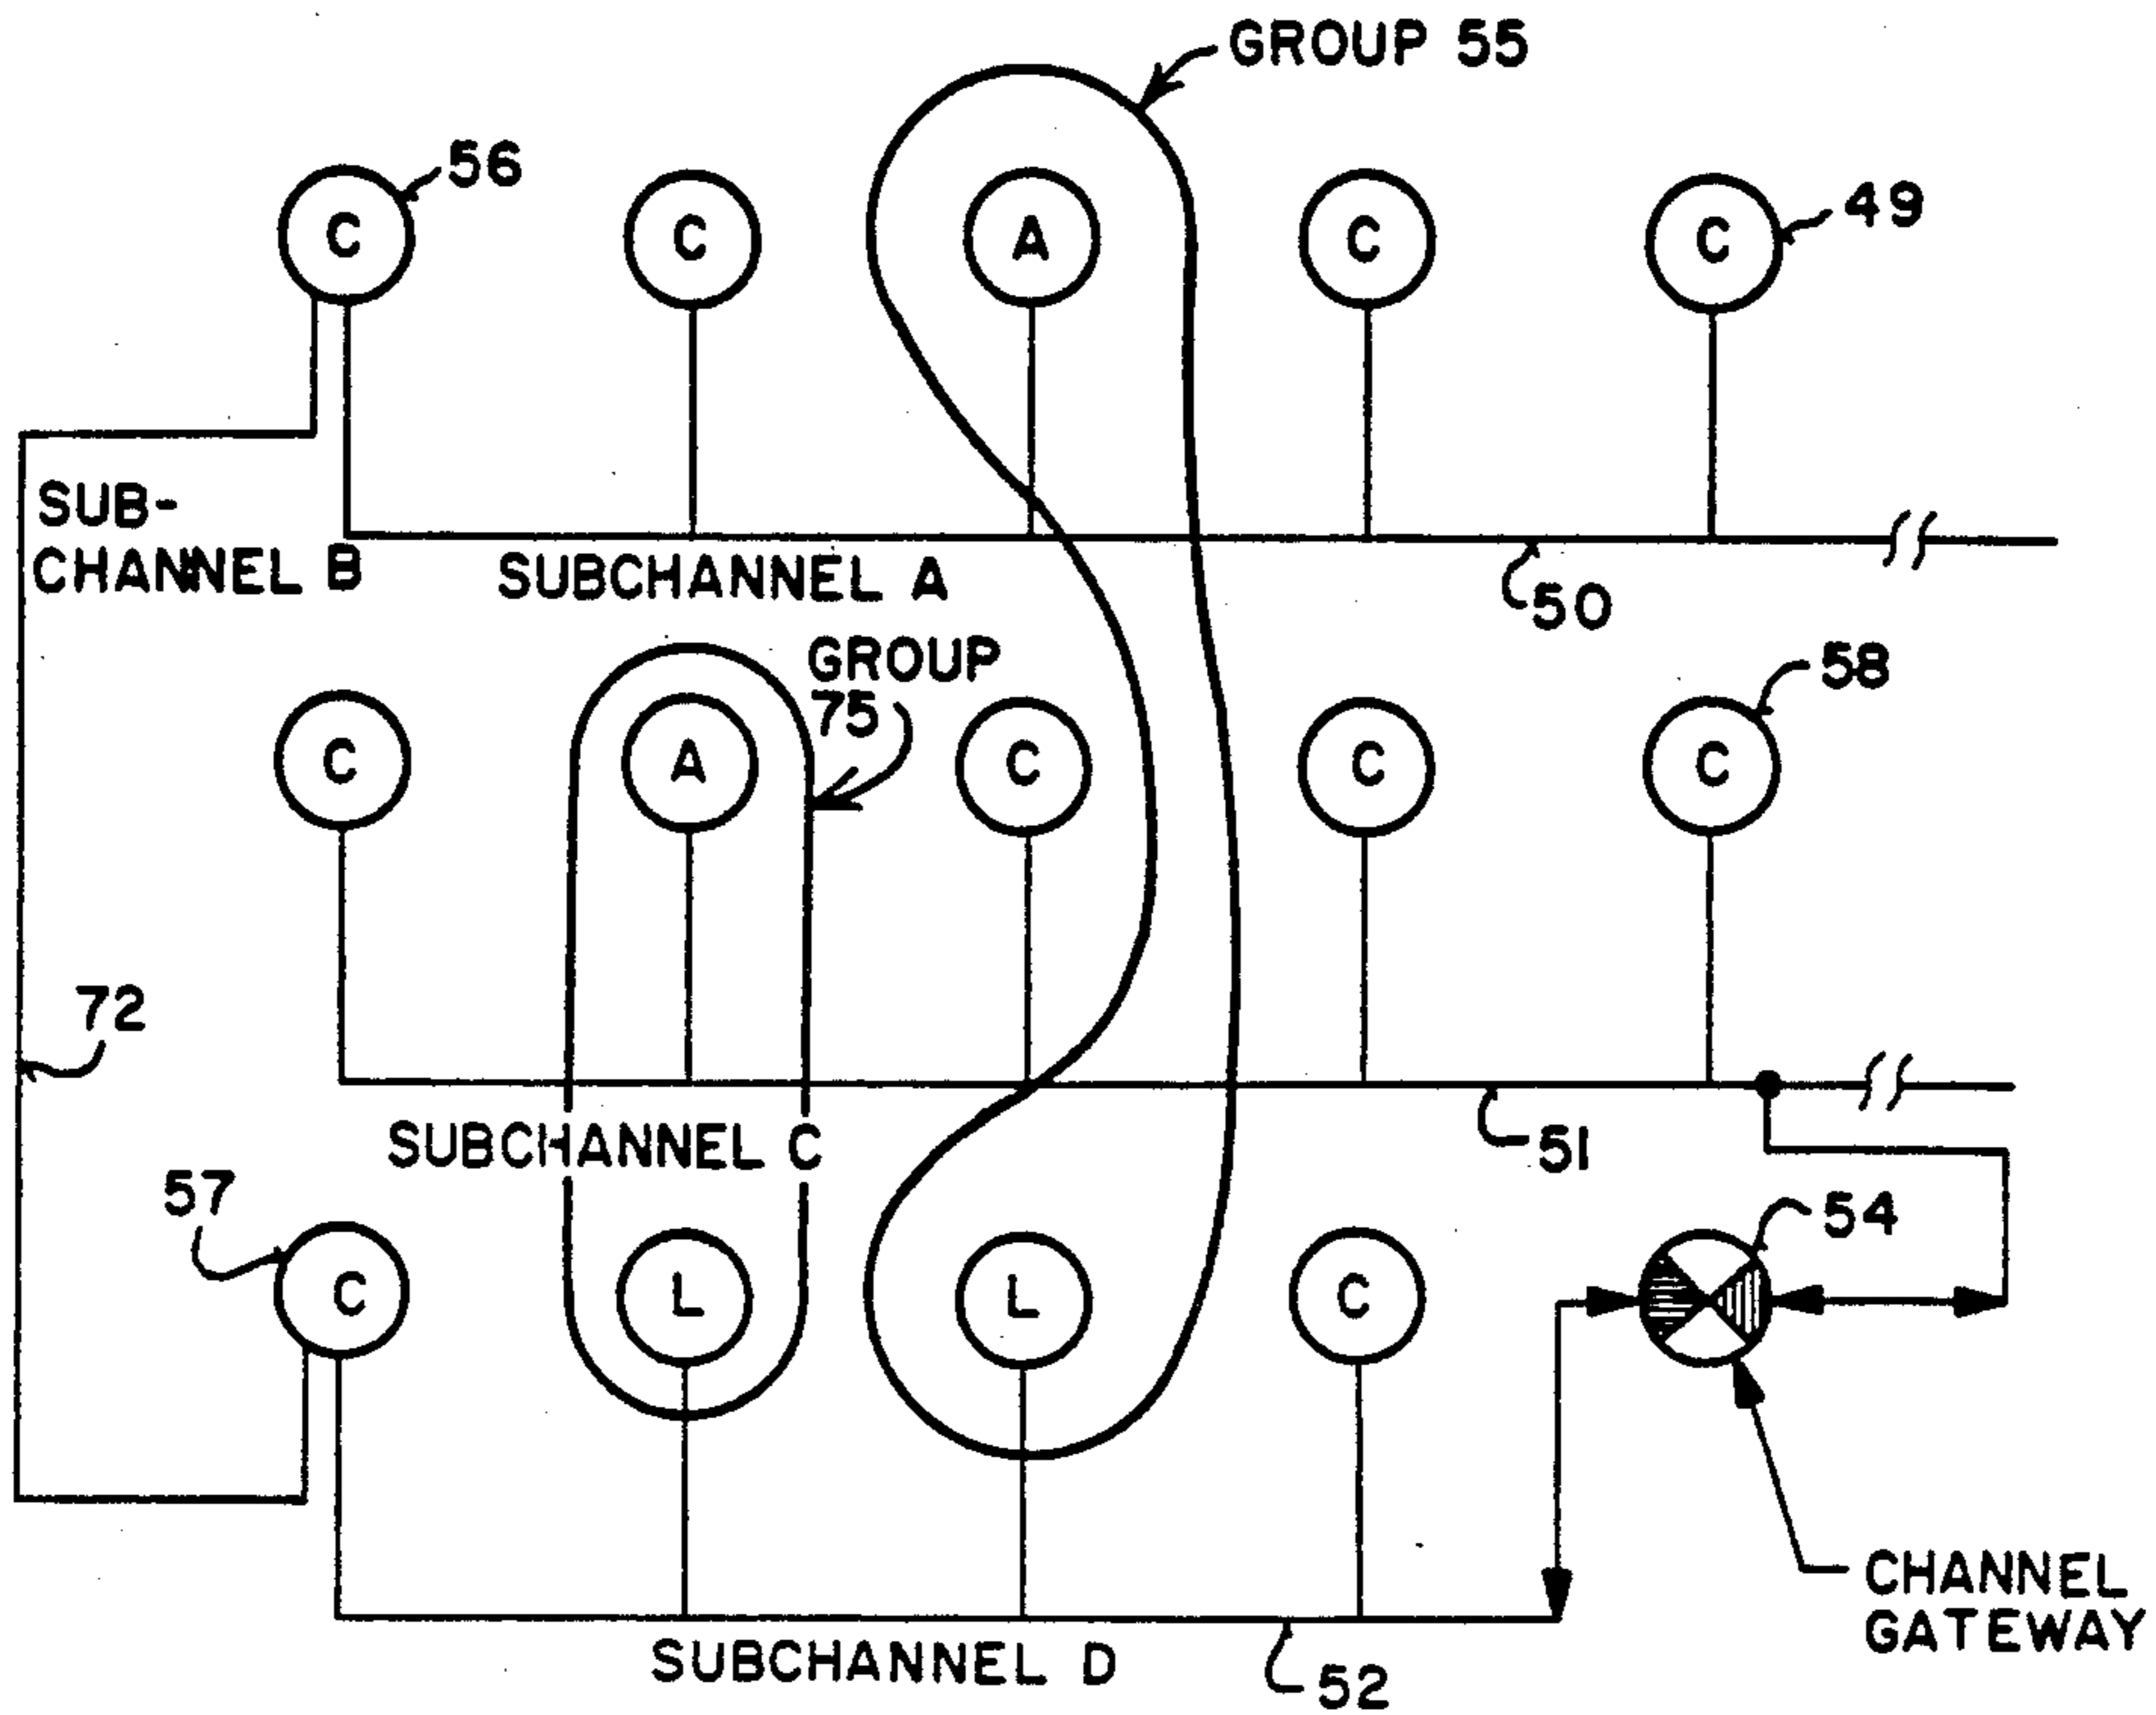 GROUP 55
56
C
C
A
C
C
49
SUB-
CHANNEL B
SUBCHANNEL A
50
GROUP
75
58
C
A
C
C
C
72
SUBCHANNEL C
51
57
54
C
L
L
C
CHANNEL
GATEWAY
SUBCHANNEL D
52